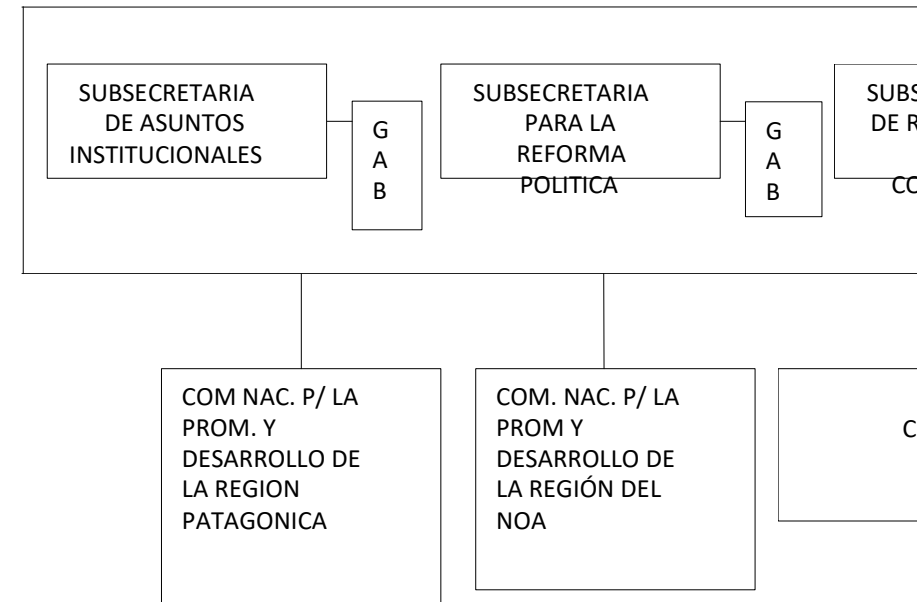 SUBSECRETARIA
DE ASUNTOS
INSTITUCIONALES
G
A
B
SUBSECRETARIA
PARA LA
REFORMA
POLITICA
G
A
B
DE
COM NAC. P/ LA
PROM. Y
DESARROLLO DE
LA REGION
PATAGONICA
COM. NAC. P/ LA
PROM Y
DESARROLLO DE
LA REGIÓN DEL
NOA